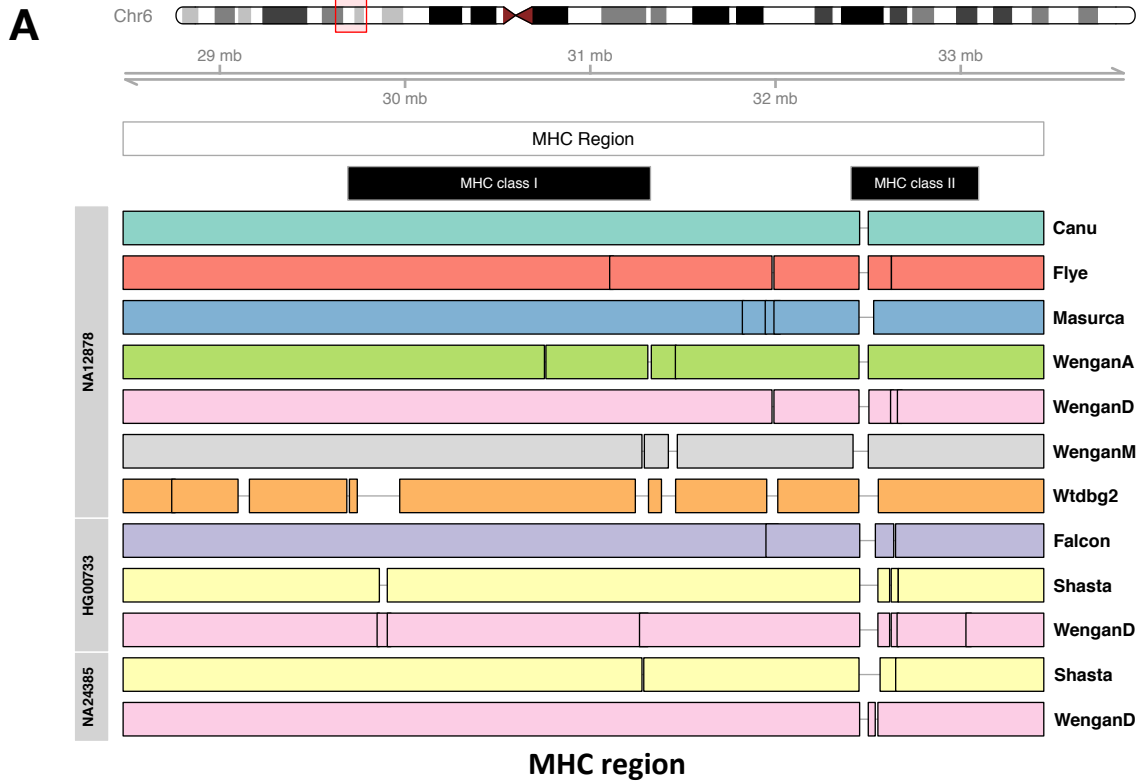 A
Chr6
29 mb
31 mb
33 mb
30 mb
32 mb
MHC Region
MHC class I
MHC class II
NA12878
Canu
Flye
Masurca
WenganA
WenganD
WenganM
Wtdbg2
HG00733
Falcon
Shasta
WenganD
NA24385
Shasta
WenganD
MHC region